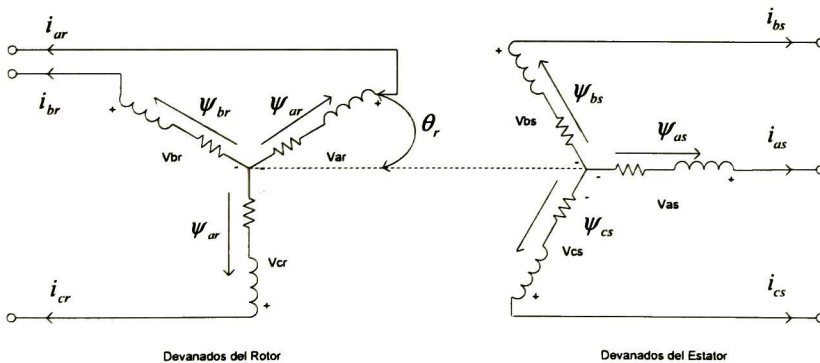 i_ar
i_br
+
ψ_br
ψ_ar
+
θ_r
Vbr
-
-
Var
ψ_ar
Vcr
+
i_cr
Devanados del Rotor
i_bs
+
ψ_bs
Vbs
ψ_as
i_as
-
-
+
Vas
-
ψ_cs
Vcs
+
i_cs
Devanados del Estator